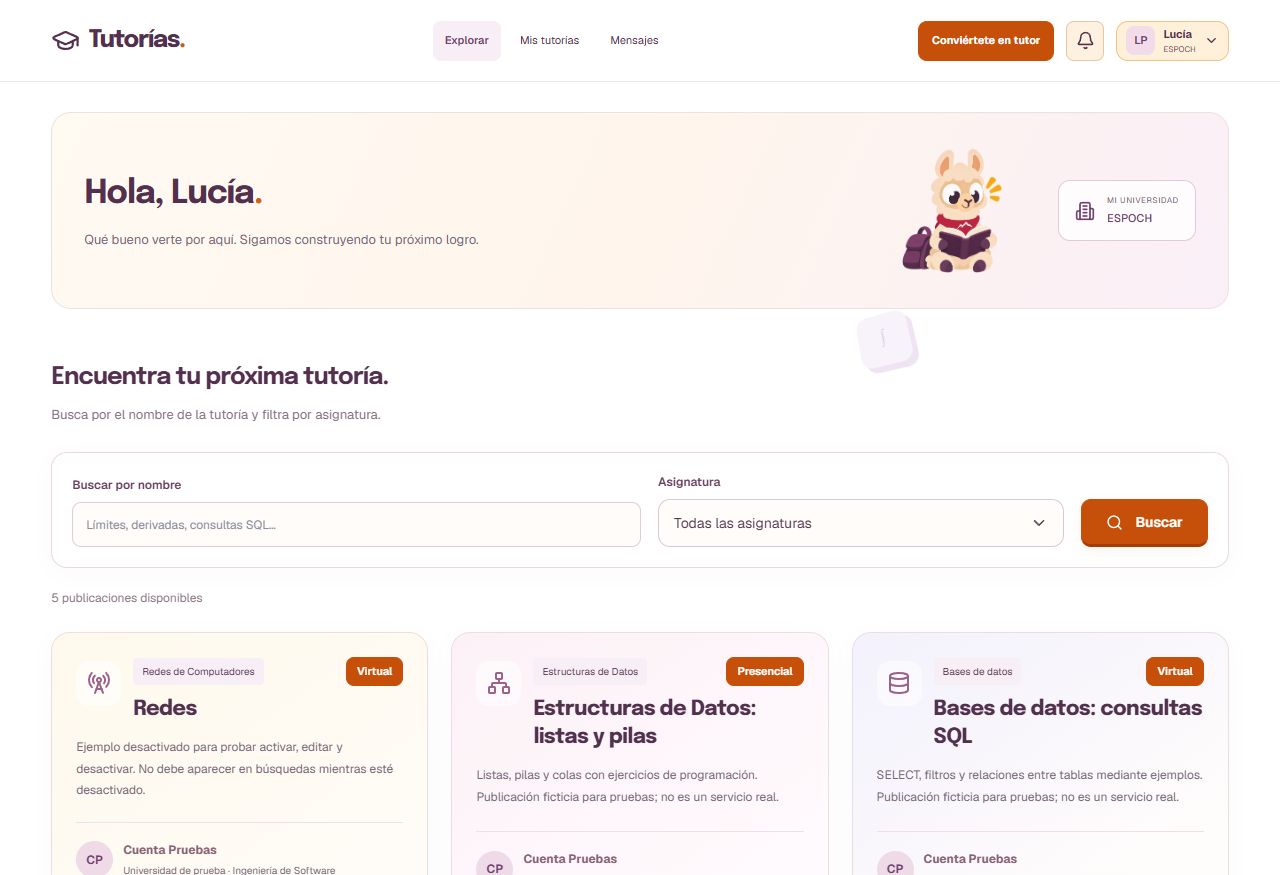 Tutorías.
Explorar
Mis tutorías
Mensajes
Conviértete en tutor
LP
Lucía
ESPOCH
Hola, Lucía.
Qué bueno verte por aquí. Sigamos construyendo tu próximo logro.
MI UNIVERSIDAD
ESPOCH
∫
Encuentra tu próxima tutoría.
Busca por el nombre de la tutoría y filtra por asignatura.
Buscar por nombre
Límites, derivadas, consultas SQL...
Asignatura
Todas las asignaturas
Buscar
5 publicaciones disponibles
Redes de Computadores
Virtual
Redes
Ejemplo desactivado para probar activar, editar y
desactivar. No debe aparecer en búsquedas mientras esté
desactivado.
CP
Cuenta Pruebas
Universidad de prueba · Ingeniería de Software
Estructuras de Datos
Presencial
Estructuras de Datos:
listas y pilas
Listas, pilas y colas con ejercicios de programación.
Publicación ficticia para pruebas; no es un servicio real.
CP
Cuenta Pruebas
Bases de datos
Virtual
Bases de datos: consultas
SQL
SELECT, filtros y relaciones entre tablas mediante ejemplos.
Publicación ficticia para pruebas; no es un servicio real.
CP
Cuenta Pruebas